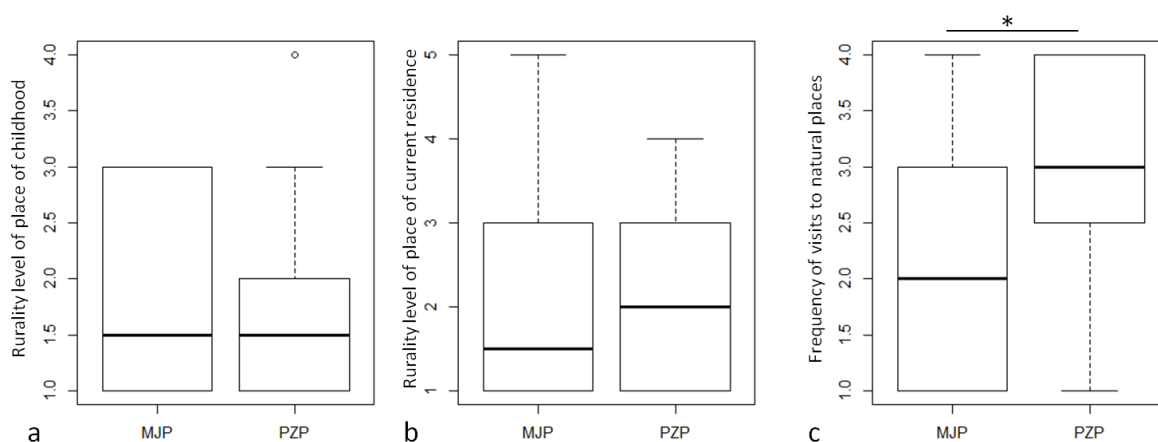 Rurality level of place of childhood
4.0
3.5
3.0
2.5
2.0
1.5
1.0
MJP
PZP
a
Rurality level of place of current residence
5
4
3
2
1
MJP
PZP
b
*
Frequency of visits to natural places
4.0
3.5
3.0
2.5
2.0
1.5
1.0
MJP
PZP
c